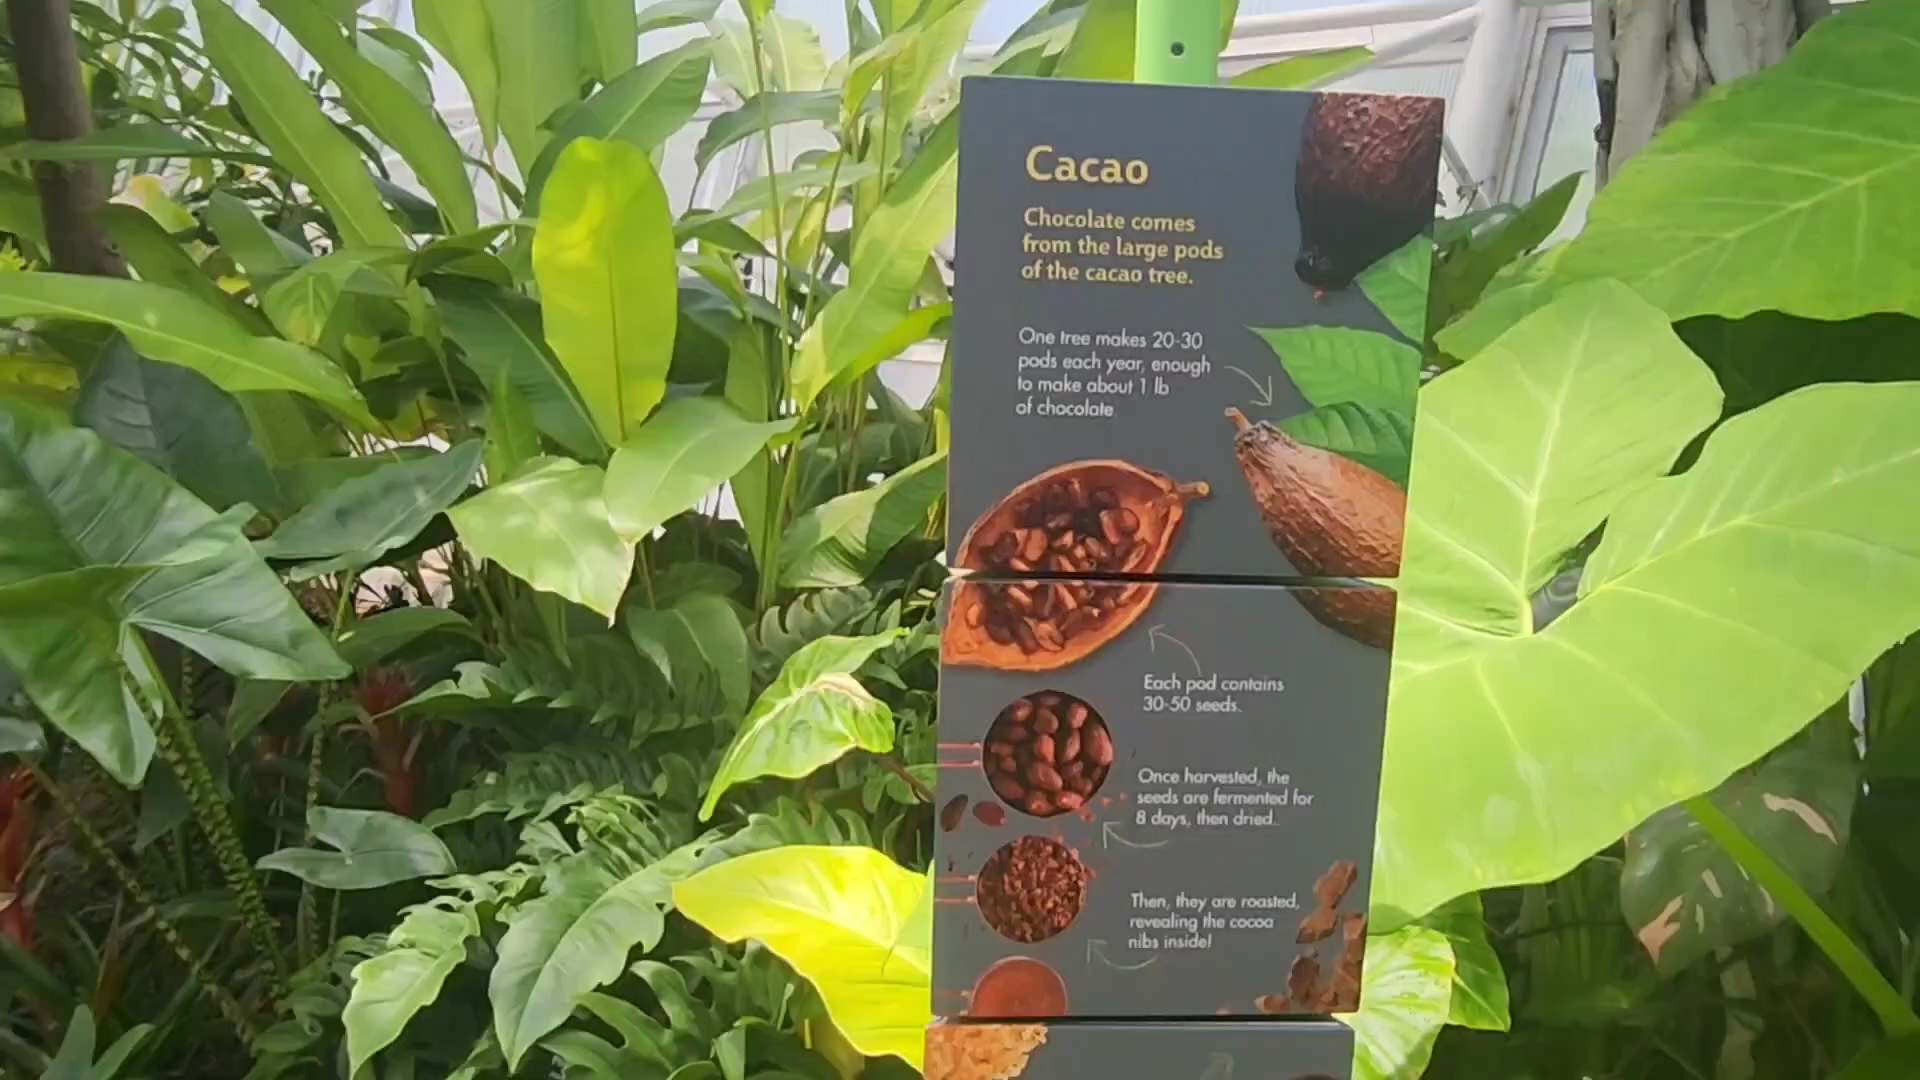 Cacao
Chocolate comes
from the large pods
of the cacao tree.
One tree makes 20-30
pods each year, enough
to make about 1 lb
of chocolate.
Each pod contains
30-50 seeds.
Once harvested, the
seeds are fermented for
8 days, then dried.
Then, they are roasted,
revealing the cocoa
nibs inside!